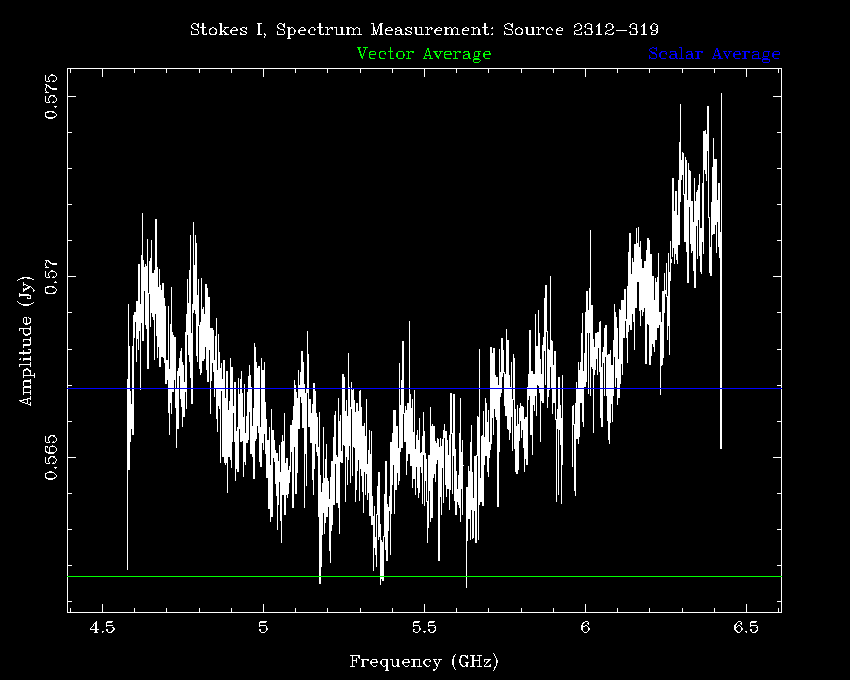 Stokes I, Spectrum Measurement: Source 2312-319
Vector Average Scalar Average
0.575
0.57
0.565
Amplitude (Jy)
4.5 5 5.5 6 6.5
Frequency (GHz)